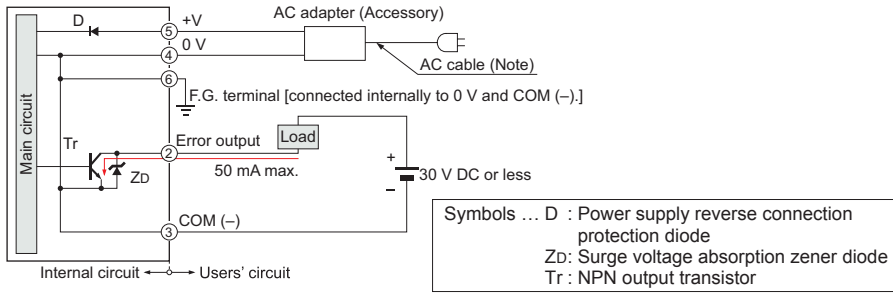 D
+V
5
AC adapter (Accessory)
0 V
4
AC cable (Note)
6
F.G. terminal [connected internally to 0 V and COM (–).]
Main circuit
Tr
Error output
2
Load
ZD
50 mA max.
+
–
30 V DC or less
COM (–)
3
Internal circuit
Users' circuit
Symbols … D : Power supply reverse connection
protection diode
ZD: Surge voltage absorption zener diode
Tr : NPN output transistor